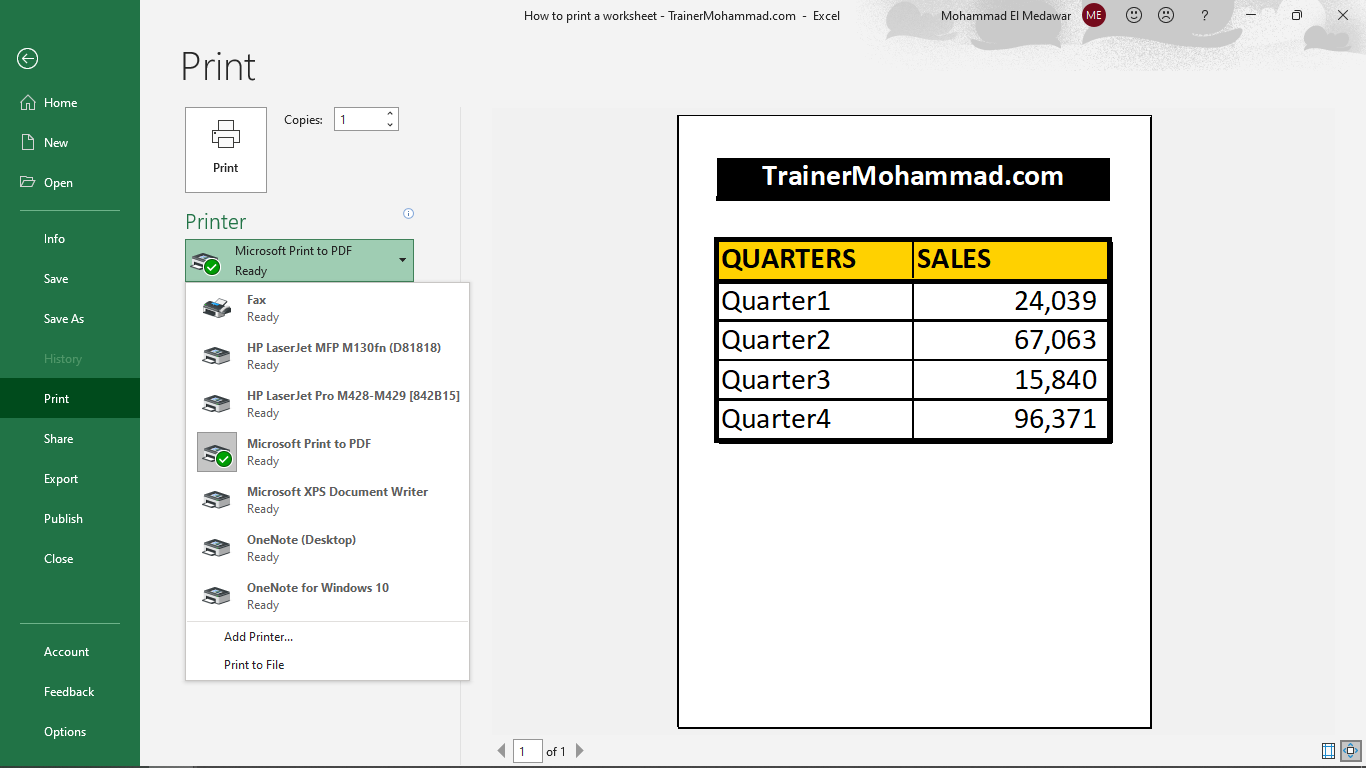 How to print a worksheet - TrainerMohammad.com - Excel
Mohammad El Medawar
ME
?
Print
Home
New
Open
Info
Save
Save As
History
Print
Share
Export
Publish
Close
Account
Feedback
Options
Print
Copies: 1
Printer
Microsoft Print to PDF
Ready
Fax
Ready
HP LaserJet MFP M130fn (D81818)
Ready
HP LaserJet Pro M428-M429 [842B15]
Ready
Microsoft Print to PDF
Ready
Microsoft XPS Document Writer
Ready
OneNote (Desktop)
Ready
OneNote for Windows 10
Ready
Add Printer...
Print to File
TrainerMohammad.com
QUARTERS SALES
Quarter1 24,039
Quarter2 67,063
Quarter3 15,840
Quarter4 96,371
1 of 1